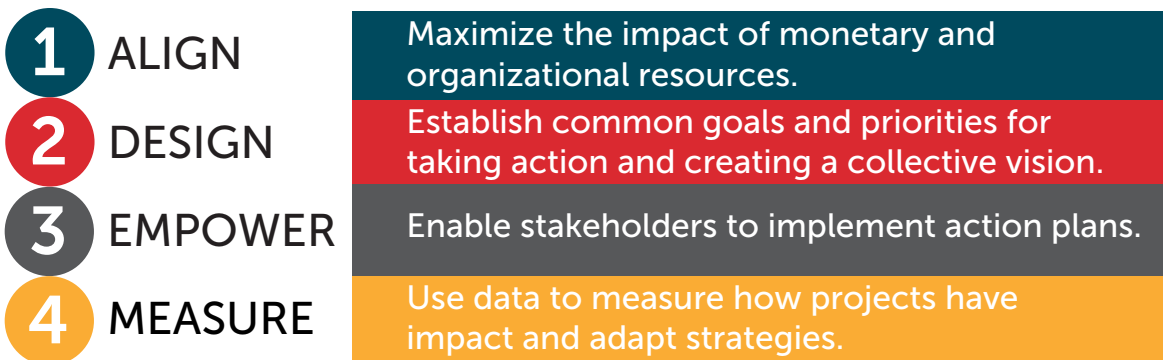 1 ALIGN
Maximize the impact of monetary and
organizational resources.
2 DESIGN
Establish common goals and priorities for
taking action and creating a collective vision.
3 EMPOWER
Enable stakeholders to implement action plans.
4 MEASURE
Use data to measure how projects have
impact and adapt strategies.